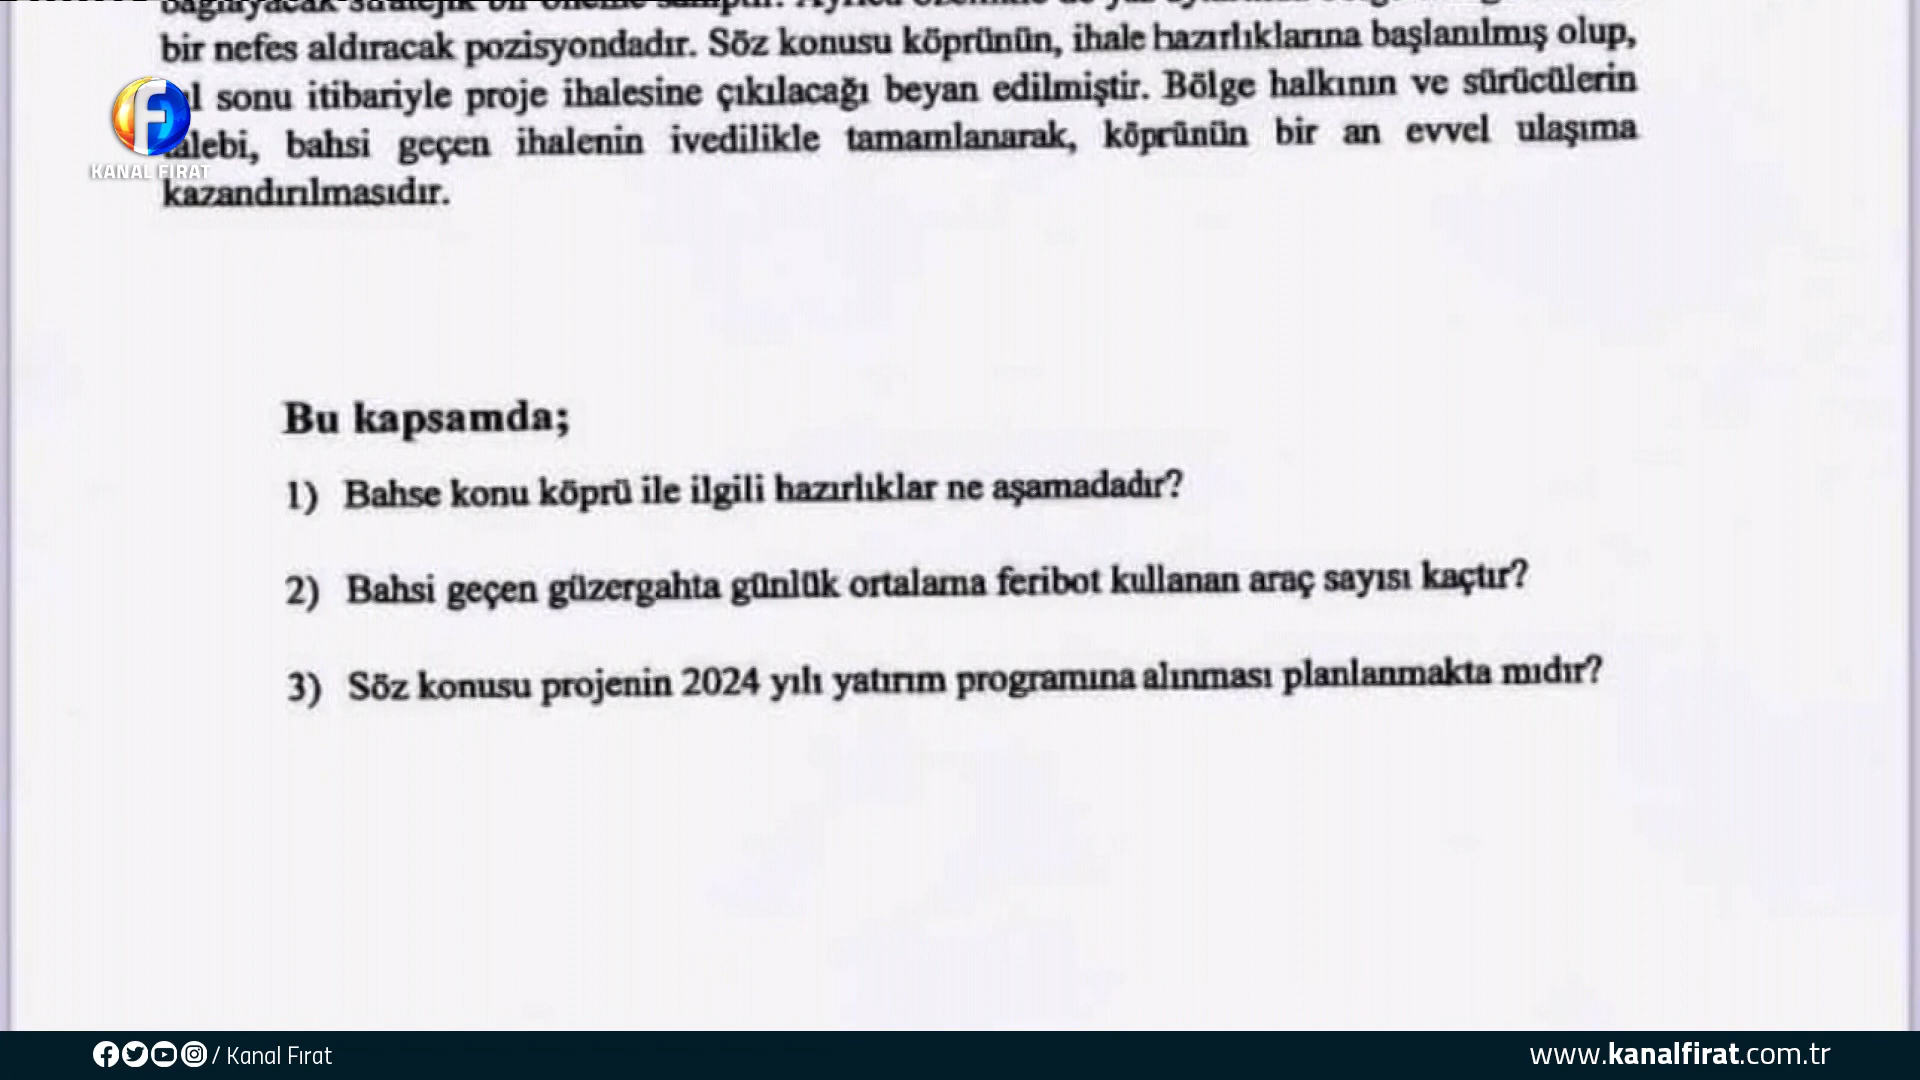 bir nefes aldıracak pozisyondadır. Söz konusu köprünün, ihale hazırlıklarına başlanılmış olup,
sonu itibariyle proje ihalesine çıkılacağı beyan edilmiştir. Bölge halkının ve sürücülerin
bahsi geçen ihalenin ivedilikle tamamlanarak, köprünün bir an evvel ulaşıma
KANAL FIRAT
kazandırılmasıdır.
Bu kapsamda;
1) Bahse konu köprü ile ilgili hazırlıklar ne aşamadadır?
2) Bahsi geçen güzergahta günlük ortalama feribot kullanan araç sayısı kaçtır?
3) Söz konusu projenin 2024 yılı yatırım programına alınması planlanmakta mıdır?
/ Kanal Fırat
www.kanalfirat.com.tr